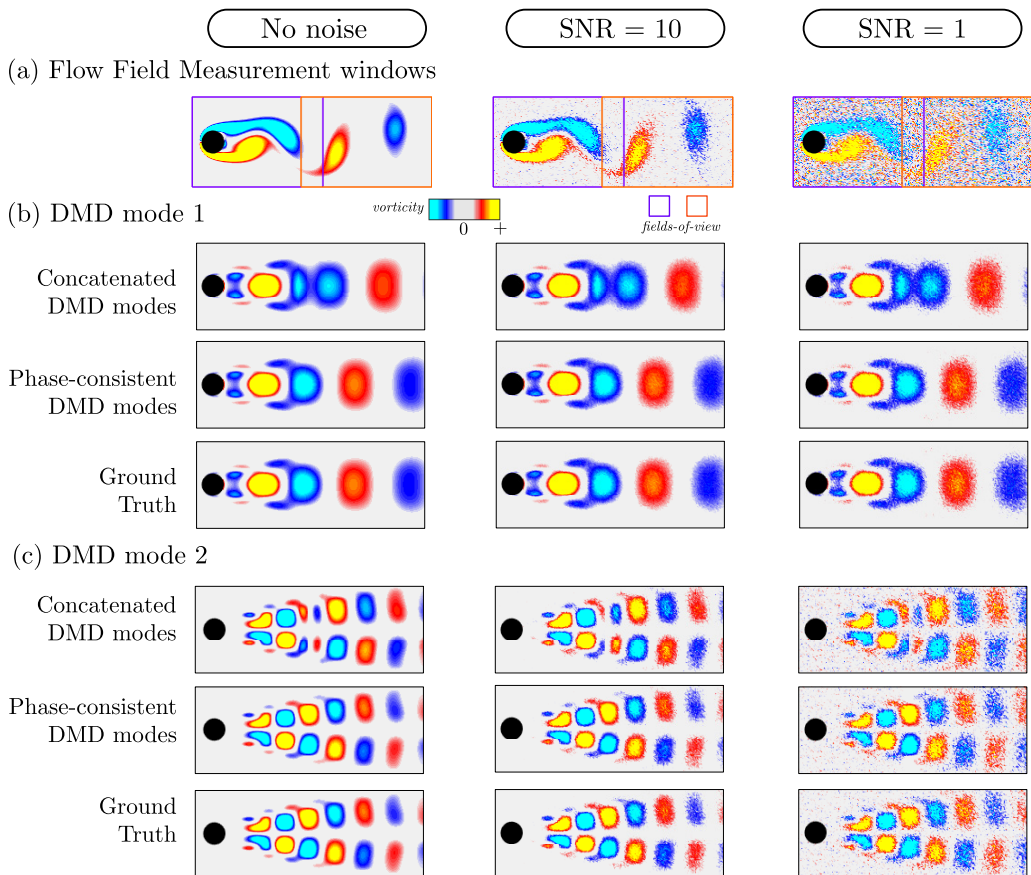 No noise
SNR = 10
SNR = 1
(a) Flow Field Measurement windows
vorticity
0
+
fields-of-view
(b) DMD mode 1
Concatenated
DMD modes
Phase-consistent
DMD modes
Ground
Truth
(c) DMD mode 2
Concatenated
DMD modes
Phase-consistent
DMD modes
Ground
Truth